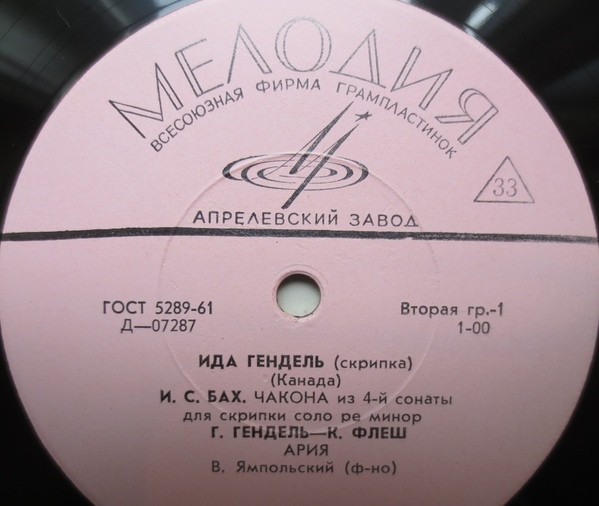 МЕЛОДИЯ
ВСЕСОЮЗНАЯ ФИРМА ГРАМПЛАСТИНОК
33
АПРЕЛЕВСКИЙ ЗАВОД
ГОСТ 5289-61
Д—07287
Вторая гр.-1
1-00
ИДА ГЕНДЕЛЬ (скрипка)
(Канада)
И. С. БАХ. ЧАКОНА из 4-й сонаты
для скрипки соло ре минор
Г. ГЕНДЕЛЬ—К. ФЛЕШ
АРИЯ
В. Ямпольский (ф-но)